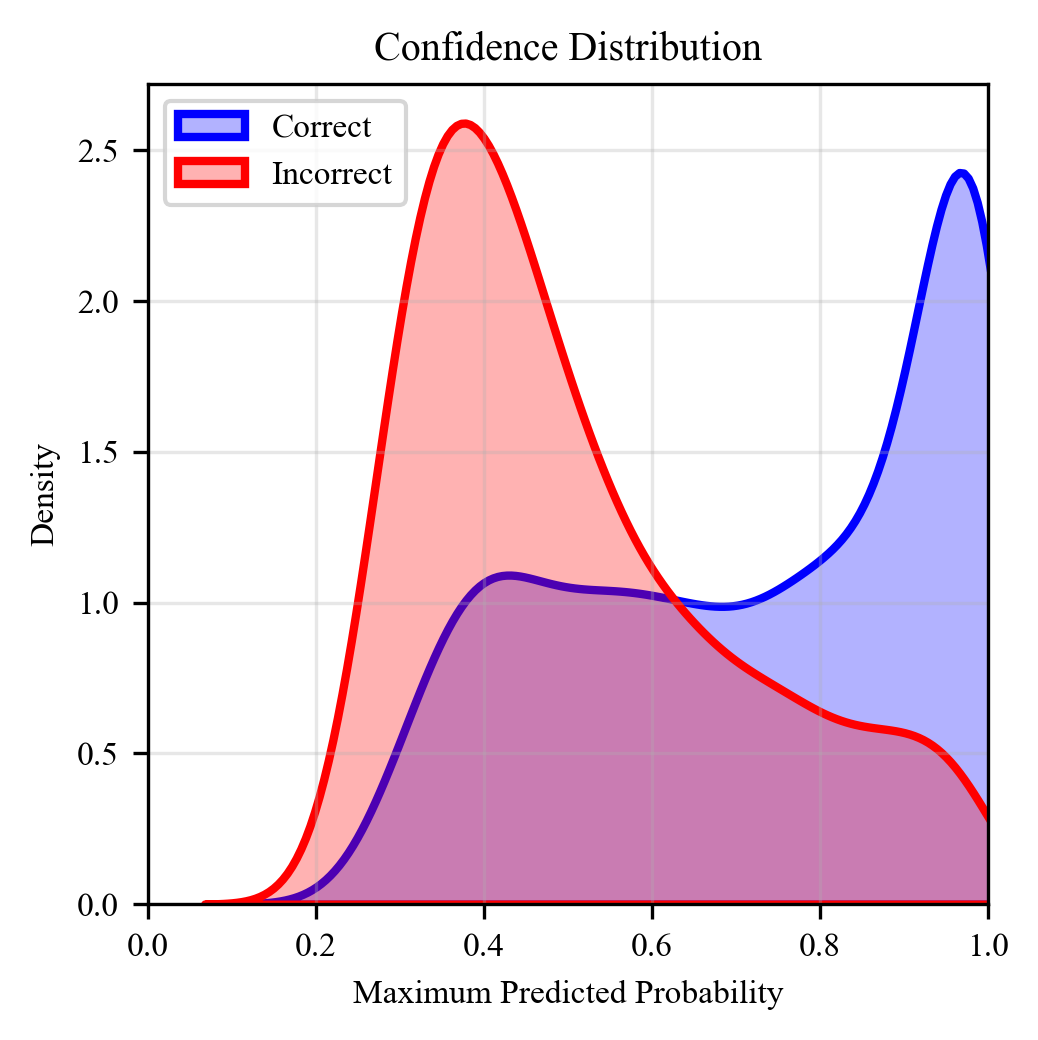 Confidence Distribution
Correct
Incorrect
Density
2.5
2.0
1.5
1.0
0.5
0.0
0.0 0.2 0.4 0.6 0.8 1.0
Maximum Predicted Probability